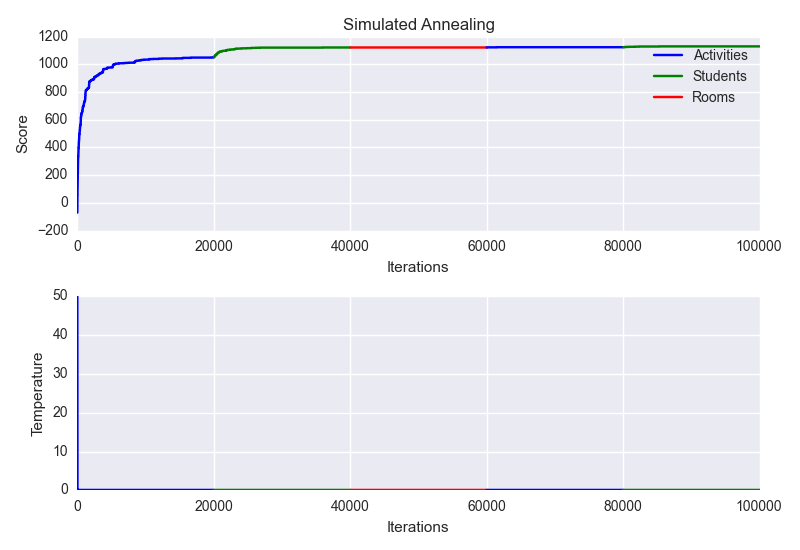 Simulated Annealing
1200
1000
800
600
400
200
0
−200
Score
Activities
Students
Rooms
0 20000 40000 60000 80000 100000
Iterations
50
40
30
20
10
0
Temperature
0 20000 40000 60000 80000 100000
Iterations